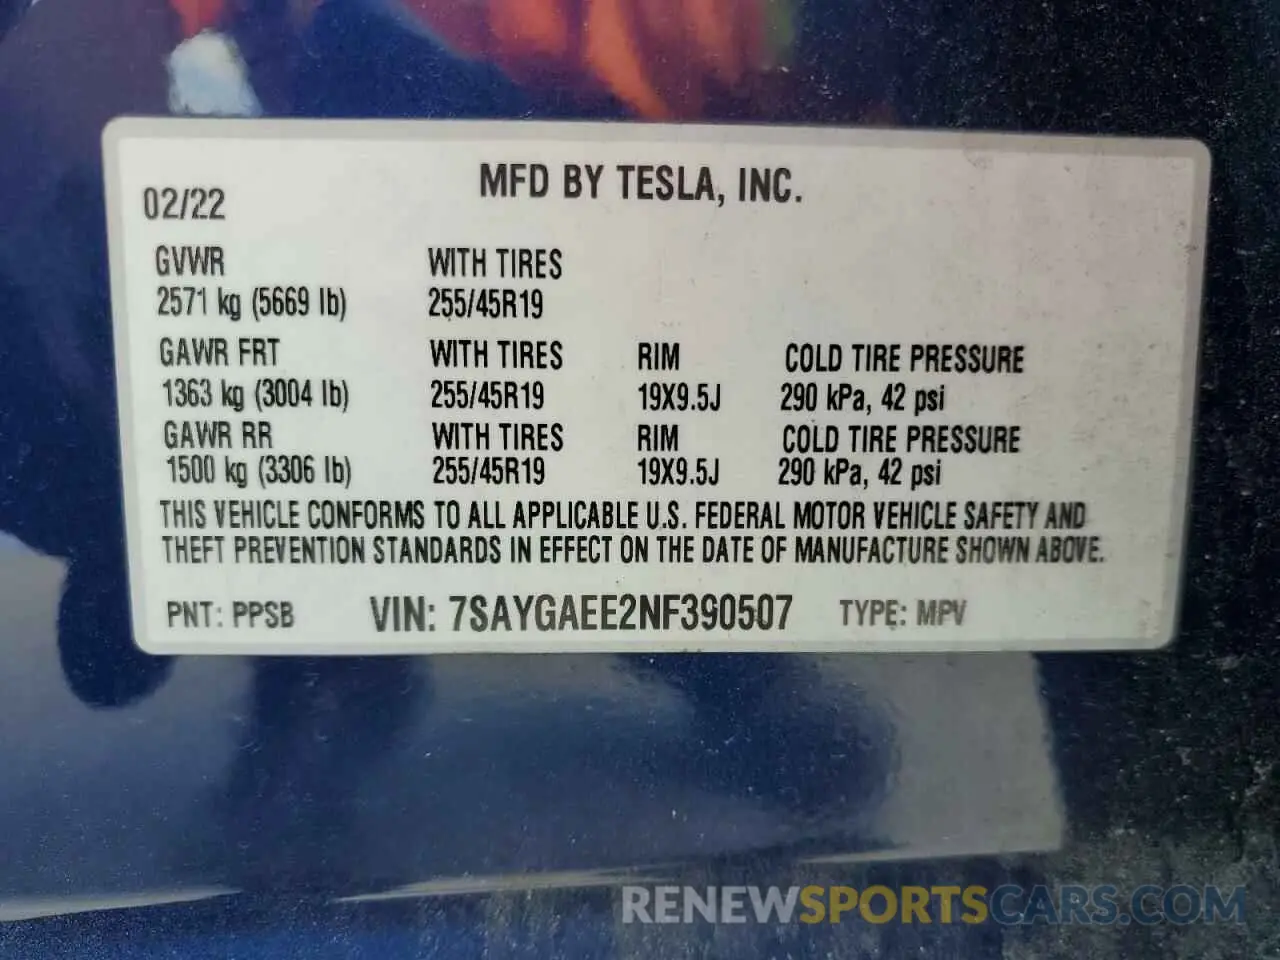 MFD BY TESLA, INC.
02/22
GVWR WITH TIRES
2571 kg (5669 lb) 255/45R19
GAWR FRT WITH TIRES RIM COLD TIRE PRESSURE
1363 kg (3004 lb) 255/45R19 19X9.5J 290 kPa, 42 psi
GAWR RR WITH TIRES RIM COLD TIRE PRESSURE
1500 kg (3306 lb) 255/45R19 19X9.5J 290 kPa, 42 psi
THIS VEHICLE CONFORMS TO ALL APPLICABLE U.S. FEDERAL MOTOR VEHICLE SAFETY AND
THEFT PREVENTION STANDARDS IN EFFECT ON THE DATE OF MANUFACTURE SHOWN ABOVE.
PNT: PPSB VIN: 7SAYGAEE2NF390507 TYPE: MPV
RENEWSPORTSCARS.COM